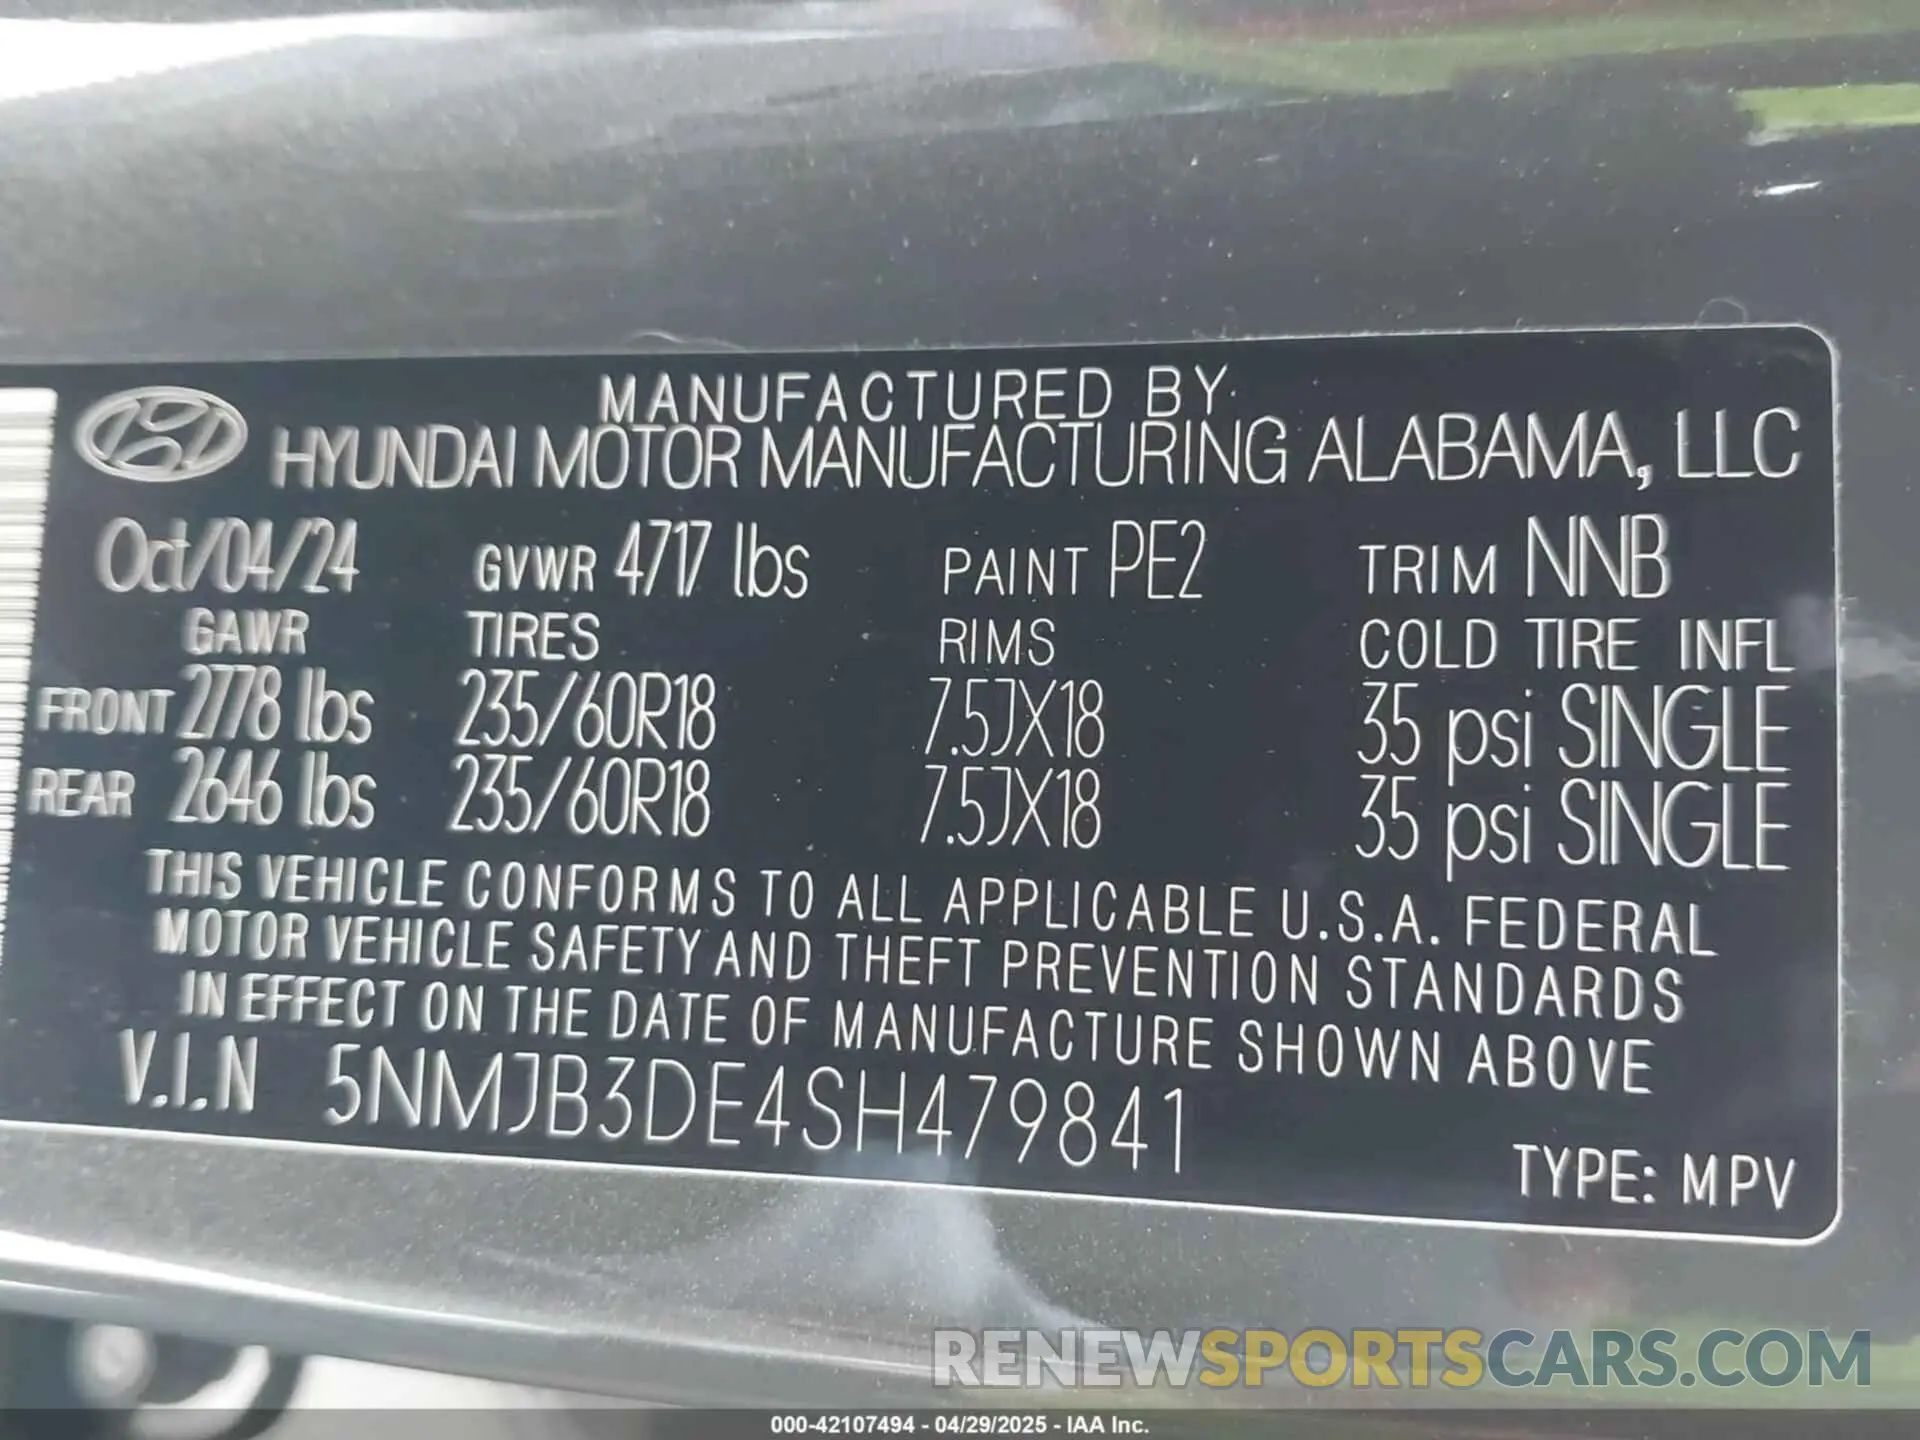 MANUFACTURED BY
HYUNDAI MOTOR MANUFACTURING ALABAMA, LLC
Oct/04/24 GVWR 4717 lbs PAINT PE2 TRIM NNB
GAWR TIRES RIMS COLD TIRE INFL
FRONT 2778 lbs 235/60R18 7.5JX18 35 psi SINGLE
REAR 2646 lbs 235/60R18 7.5JX18 35 psi SINGLE
THIS VEHICLE CONFORMS TO ALL APPLICABLE U.S.A. FEDERAL
MOTOR VEHICLE SAFETY AND THEFT PREVENTION STANDARDS
IN EFFECT ON THE DATE OF MANUFACTURE SHOWN ABOVE
V.I.N 5NMJB3DE4SH479841
TYPE: MPV
RENEWSPORTSCARS.COM
000-42107494 - 04/29/2025 - IAA Inc.